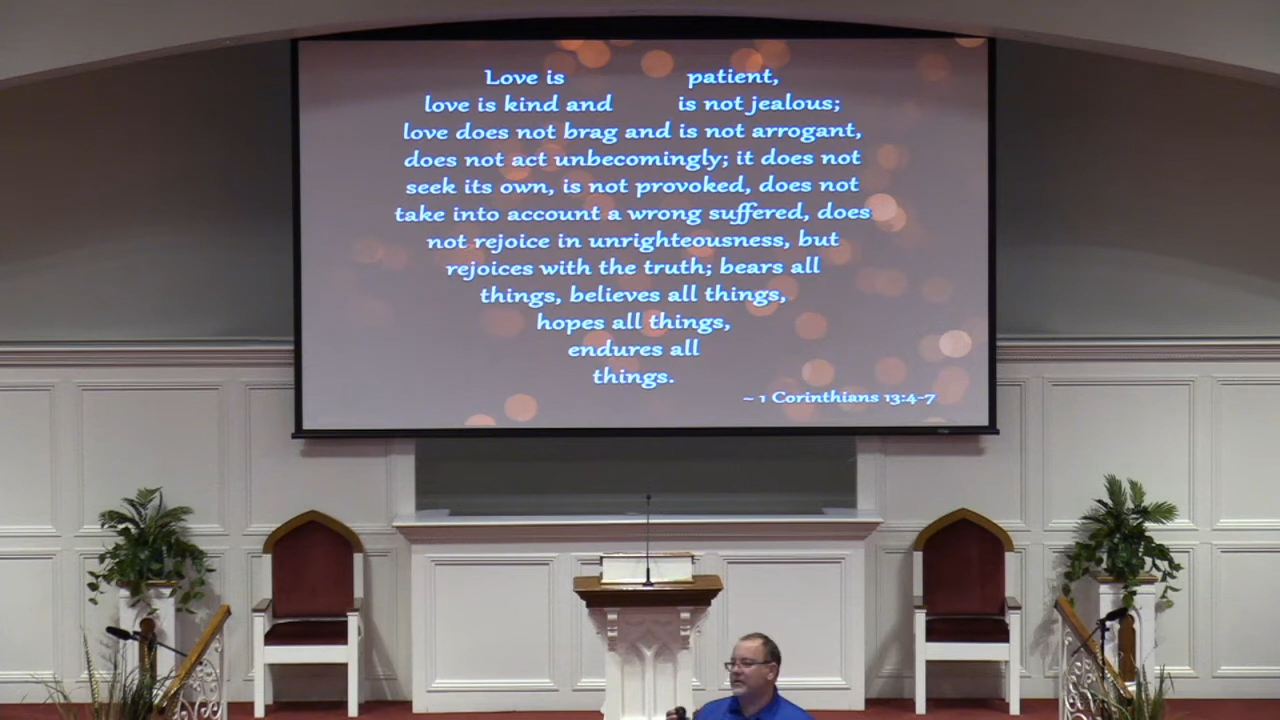 Love is patient,
love is kind and is not jealous;
love does not brag and is not arrogant,
does not act unbecomingly; it does not
seek its own, is not provoked, does not
take into account a wrong suffered, does
not rejoice in unrighteousness, but
rejoices with the truth; bears all
things, believes all things,
hopes all things,
endures all
things.
~ 1 Corinthians 13:4-7